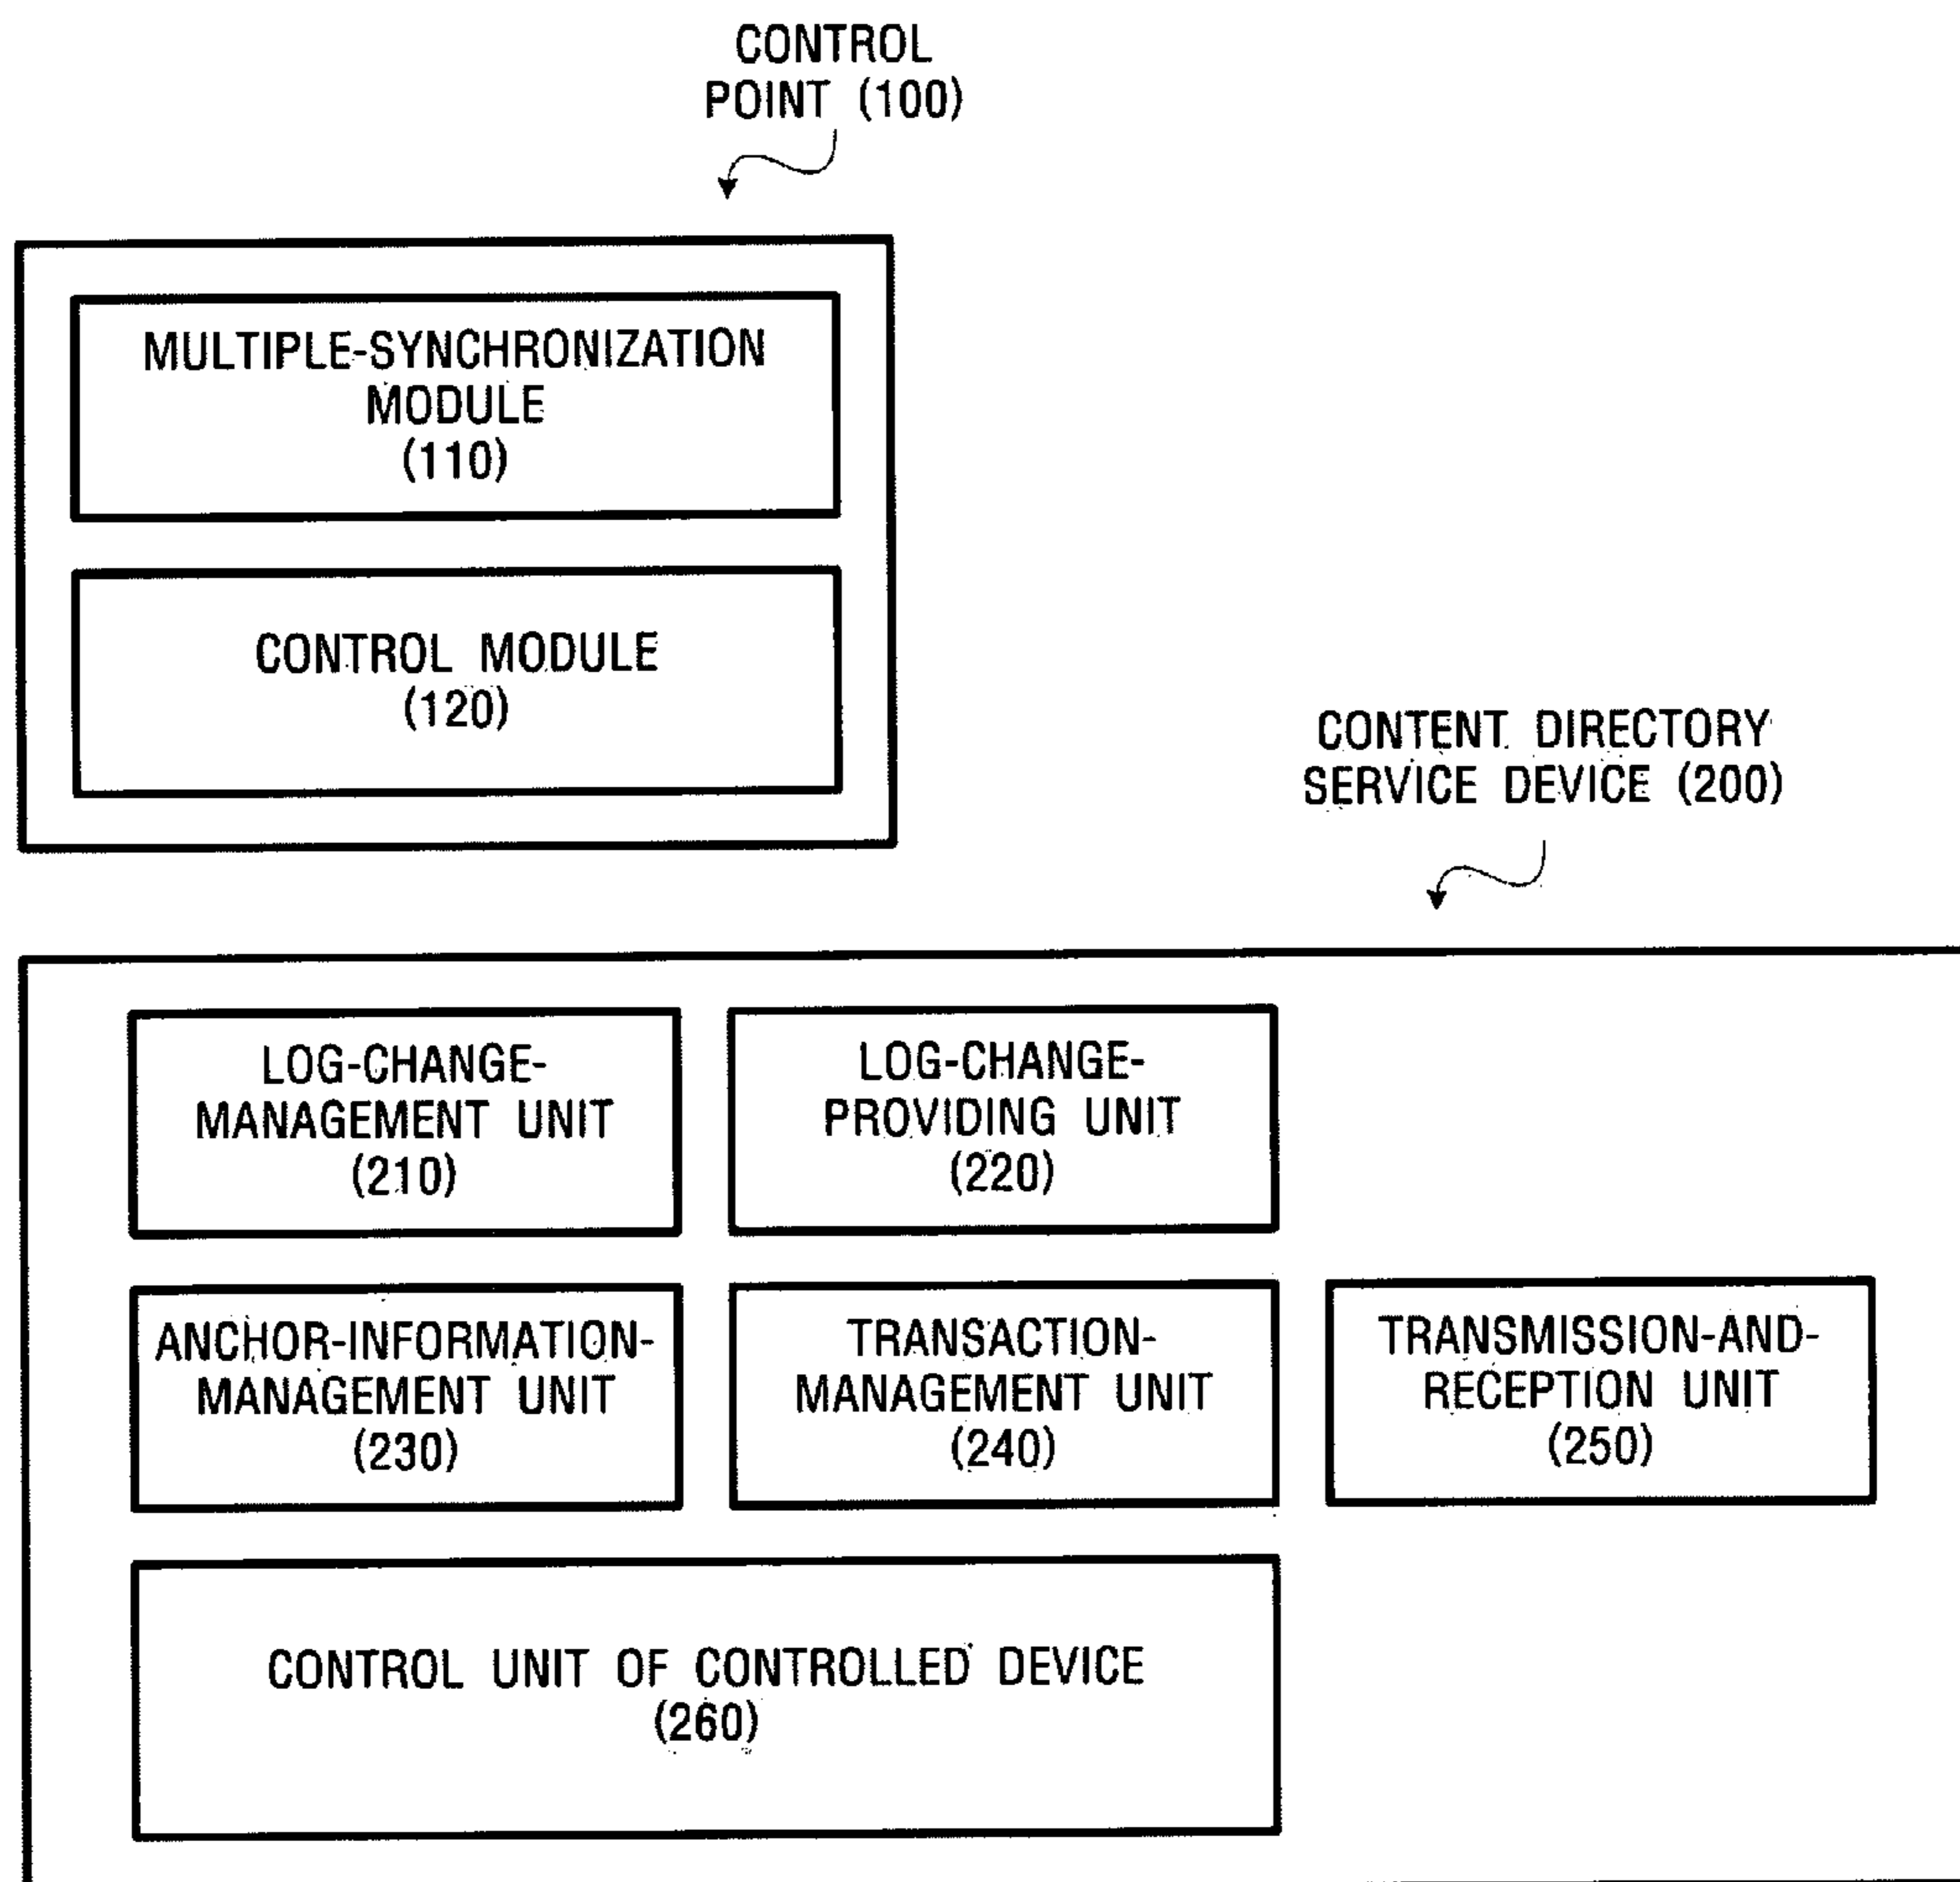 CONTROL
POINT (100)
MULTIPLE-SYNCHRONIZATION
MODULE
(110)
CONTROL MODULE
(120)
CONTENT DIRECTORY
SERVICE DEVICE (200)
LOG-CHANGE-
MANAGEMENT UNIT
(210)
LOG-CHANGE-
PROVIDING UNIT
(220)
ANCHOR-INFORMATION-
MANAGEMENT UNIT
(230)
TRANSACTION-
MANAGEMENT UNIT
(240)
TRANSMISSION-AND-
RECEPTION UNIT
(250)
CONTROL UNIT OF CONTROLLED DEVICE
(260)